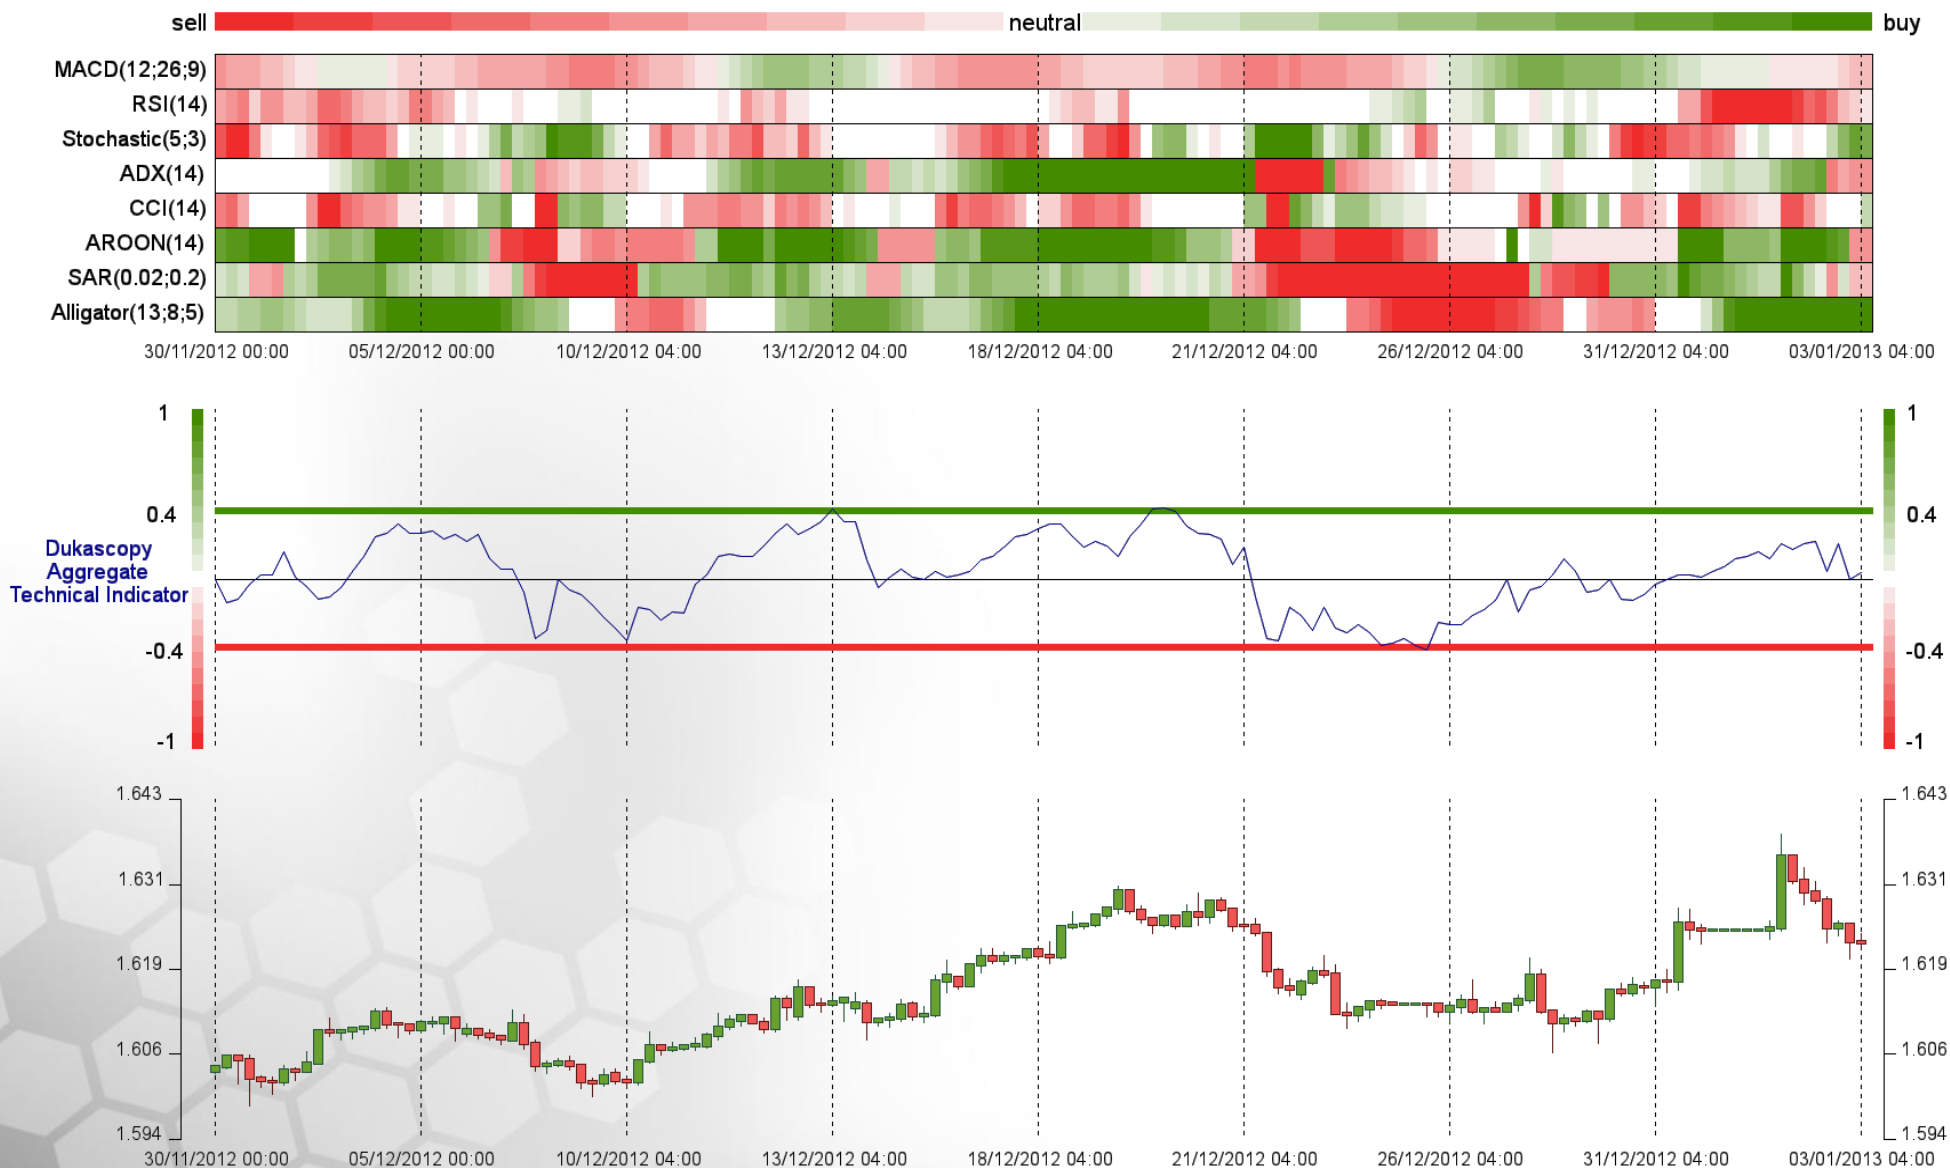 sell neutral buy
MACD(12;26;9)
RSI(14)
Stochastic(5;3)
ADX(14)
CCI(14)
AROON(14)
SAR(0.02;0.2)
Alligator(13;8;5)
30/11/2012 00:00 05/12/2012 00:00 10/12/2012 04:00 13/12/2012 04:00 18/12/2012 04:00 21/12/2012 04:00 26/12/2012 04:00 31/12/2012 04:00 03/01/2013 04:00
1 1
0.4 0.4
Dukascopy
Aggregate
Technical Indicator
-0.4 -0.4
-1 -1
1.643 1.643
1.631 1.631
1.619 1.619
1.606 1.606
1.594 1.594
30/11/2012 00:00 05/12/2012 00:00 10/12/2012 04:00 13/12/2012 04:00 18/12/2012 04:00 21/12/2012 04:00 26/12/2012 04:00 31/12/2012 04:00 03/01/2013 04:00